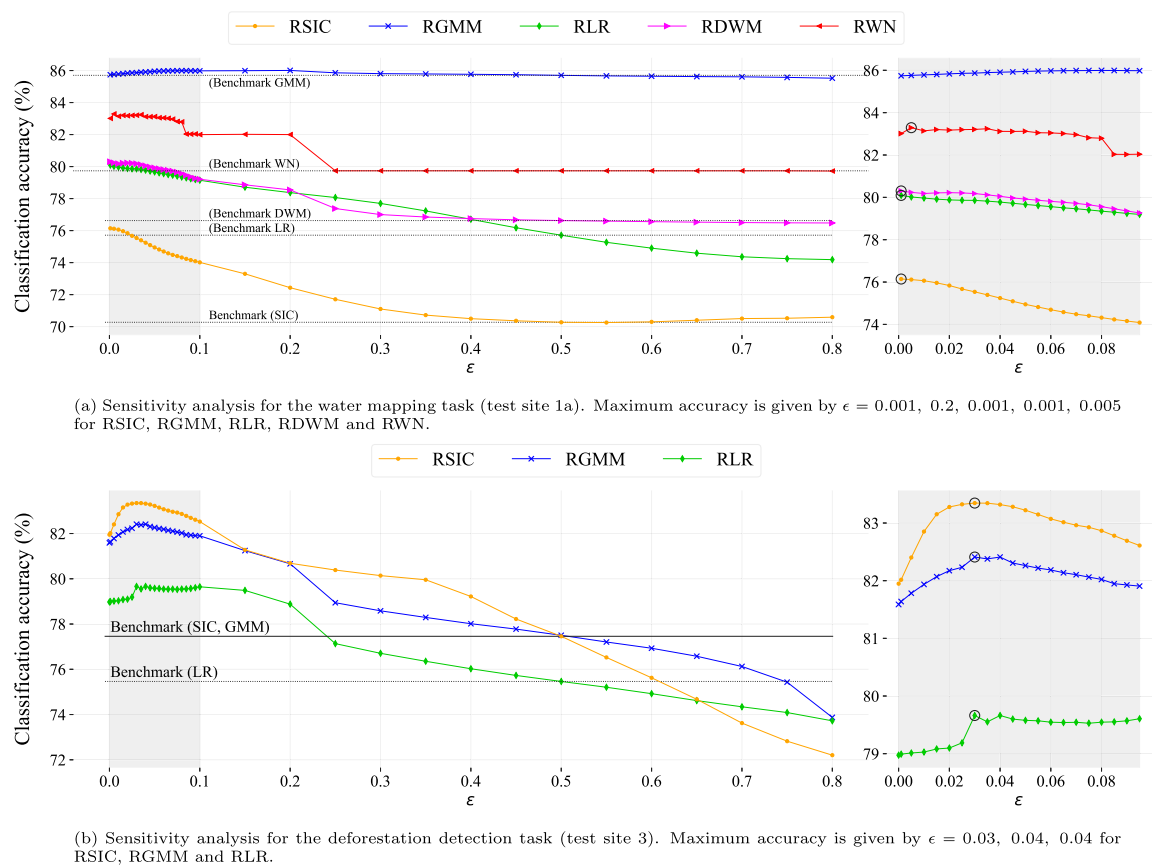 RSIC RGMM RLR RDWM RWN
Classification accuracy (%)
86
84
82
80
78
76
74
72
70
(Benchmark GMM)
(Benchmark WN)
(Benchmark DWM)
(Benchmark LR)
Benchmark (SIC)
0.0 0.1 0.2 0.3 0.4 0.5 0.6 0.7 0.8
ε
86
84
82
80
78
76
74
0.00 0.02 0.04 0.06 0.08
ε
(a) Sensitivity analysis for the water mapping task (test site 1a). Maximum accuracy is given by ϵ = 0.001, 0.2, 0.001, 0.001, 0.005
for RSIC, RGMM, RLR, RDWM and RWN.
RSIC RGMM RLR
Classification accuracy (%)
82
80
78
76
74
72
Benchmark (SIC, GMM)
Benchmark (LR)
0.0 0.1 0.2 0.3 0.4 0.5 0.6 0.7 0.8
ε
83
82
81
80
79
0.00 0.02 0.04 0.06 0.08
ε
(b) Sensitivity analysis for the deforestation detection task (test site 3). Maximum accuracy is given by ϵ = 0.03, 0.04, 0.04 for
RSIC, RGMM and RLR.